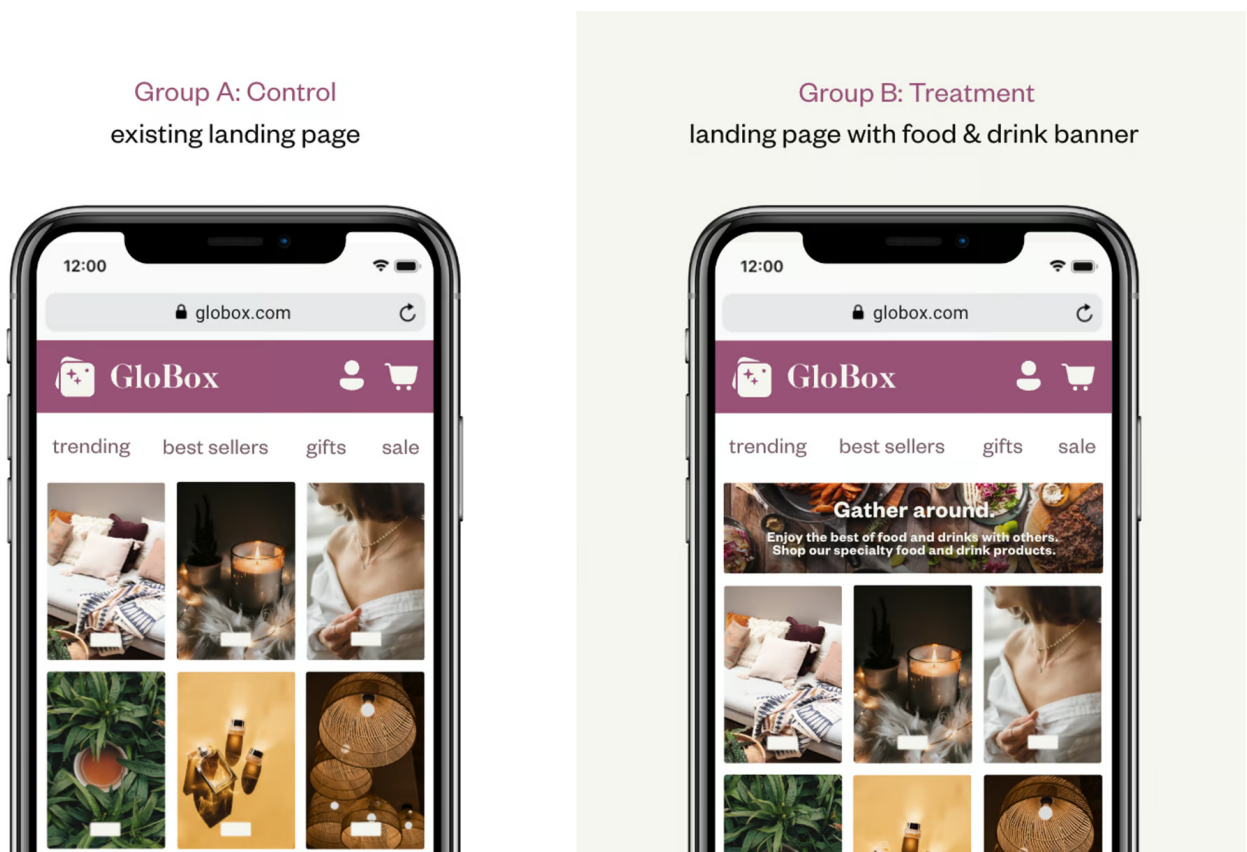 Group A: Control
existing landing page
12:00
globox.com
GloBox
trending best sellers gifts sale
Group B: Treatment
landing page with food & drink banner
12:00
globox.com
GloBox
trending best sellers gifts sale
Gather around.
Enjoy the best of food and drinks with others.
Shop our specialty food and drink products.